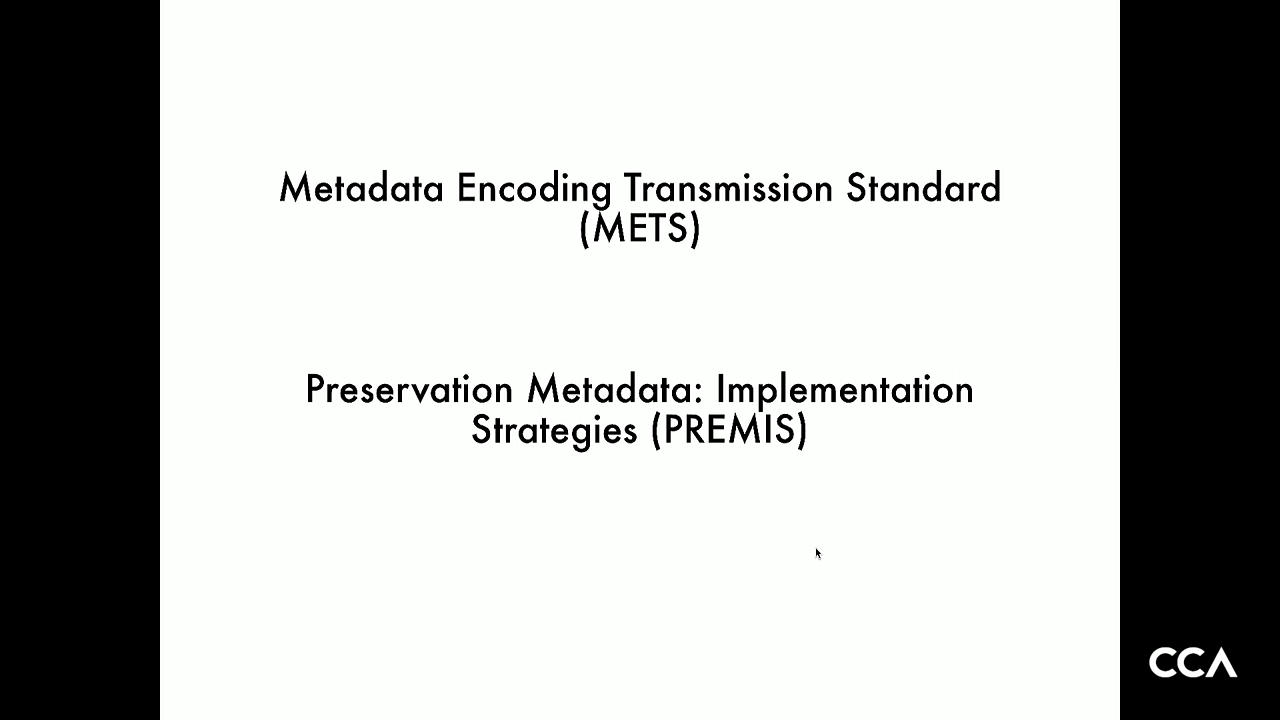 Metadata Encoding Transmission Standard
(METS)
Preservation Metadata: Implementation
Strategies (PREMIS)
CCA